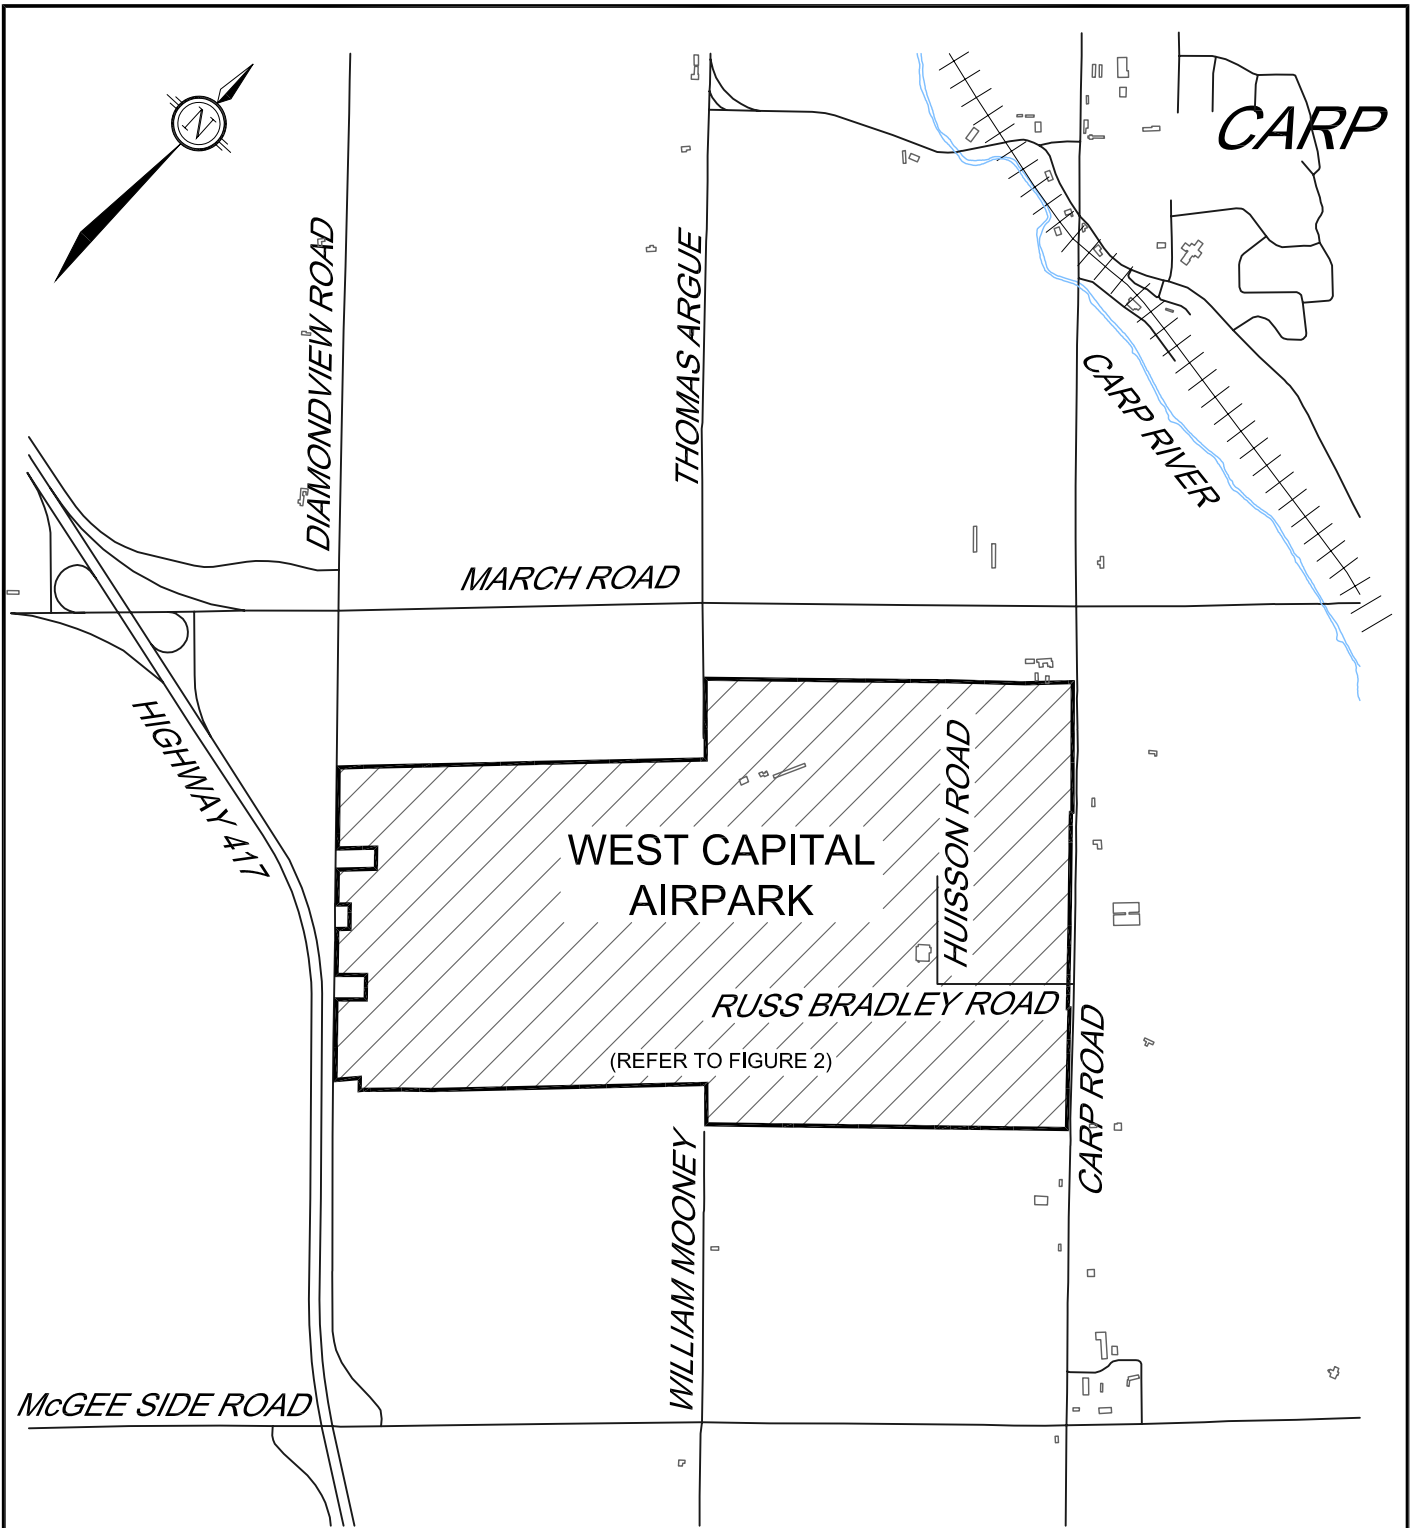 N
CARP
DIAMONDVIEW ROAD
THOMAS ARGUE
CARP RIVER
MARCH ROAD
HIGHWAY 417
HUISSON ROAD
WEST CAPITAL
AIRPARK
RUSS BRADLEY ROAD
(REFER TO FIGURE 2)
CARP ROAD
WILLIAM MOONEY
McGEE SIDE ROAD